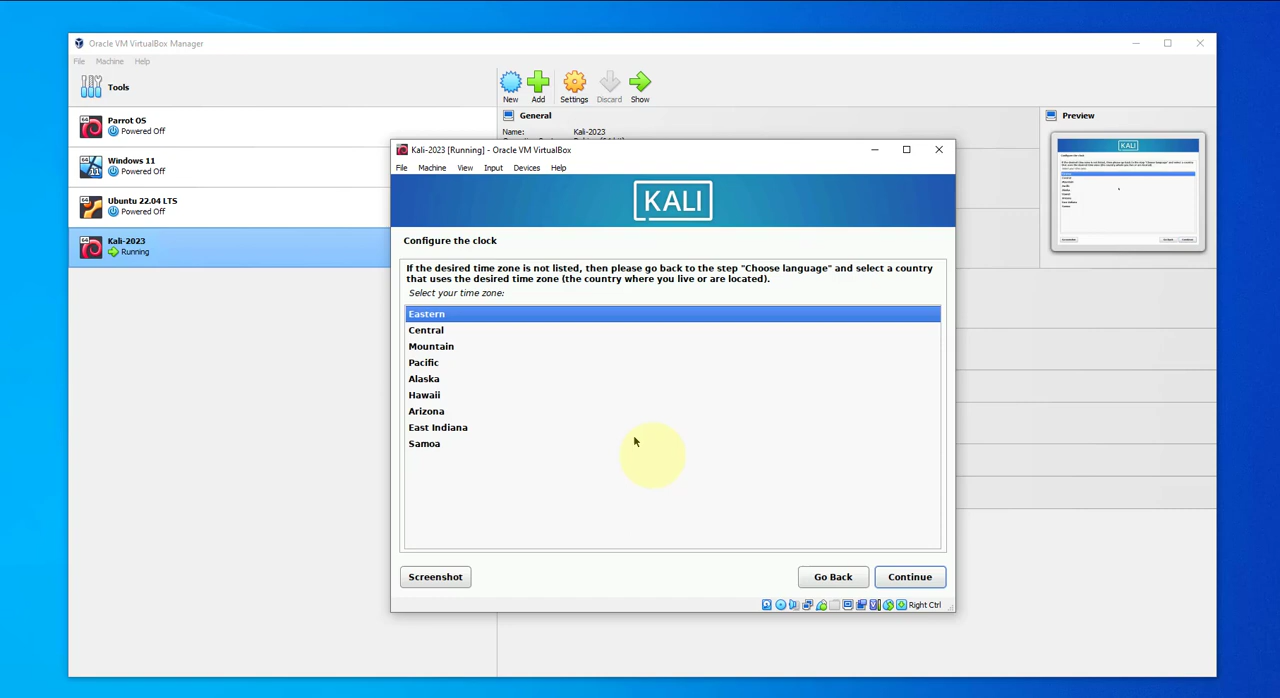 Oracle VM VirtualBox Manager
File Machine Help
Tools
New Add Settings Discard Show
Parrot OS
Powered Off
Windows 11
Powered Off
Ubuntu 22.04 LTS
Powered Off
Kali-2023
Running
General
Name: Kali-2023
Preview
Kali-2023 [Running] - Oracle VM VirtualBox
File Machine View Input Devices Help
KALI
Configure the clock
If the desired time zone is not listed, then please go back to the step "Choose language" and select a country
that uses the desired time zone (the country where you live or are located).
Select your time zone:
Eastern
Central
Mountain
Pacific
Alaska
Hawaii
Arizona
East Indiana
Samoa
Screenshot Go Back Continue
Right Ctrl